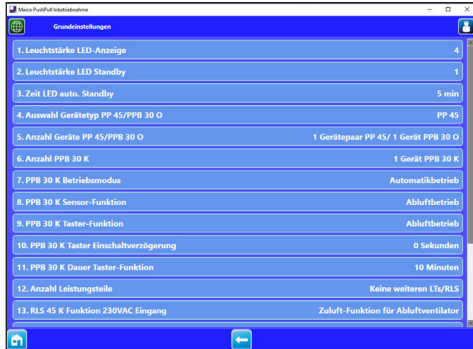 Maico PushPull Inbetriebnahme
Grundeinstellungen
1. Leuchtstärke LED-Anzeige 4
2. Leuchtstärke LED Standby 1
3. Zeit LED auto. Standby 5 min
4. Auswahl Gerätetyp PP 45/PPB 30 O PP 45
5. Anzahl Geräte PP 45/PPB 30 O 1 Gerätepaar PP 45/ 1 Gerät PPB 30 O
6. Anzahl PPB 30 K 1 Gerät PPB 30 K
7. PPB 30 K Betriebsmodus Automatikbetrieb
8. PPB 30 K Sensor-Funktion Abluftbetrieb
9. PPB 30 K Taster-Funktion Abluftbetrieb
10. PPB 30 K Taster Einschaltverzögerung 0 Sekunden
11. PPB 30 K Dauer Taster-Funktion 10 Minuten
12. Anzahl Leistungsteile Keine weiteren LTs/RLS
13. RLS 45 K Funktion 230VAC Eingang Zuluft-Funktion für Abluftventilator